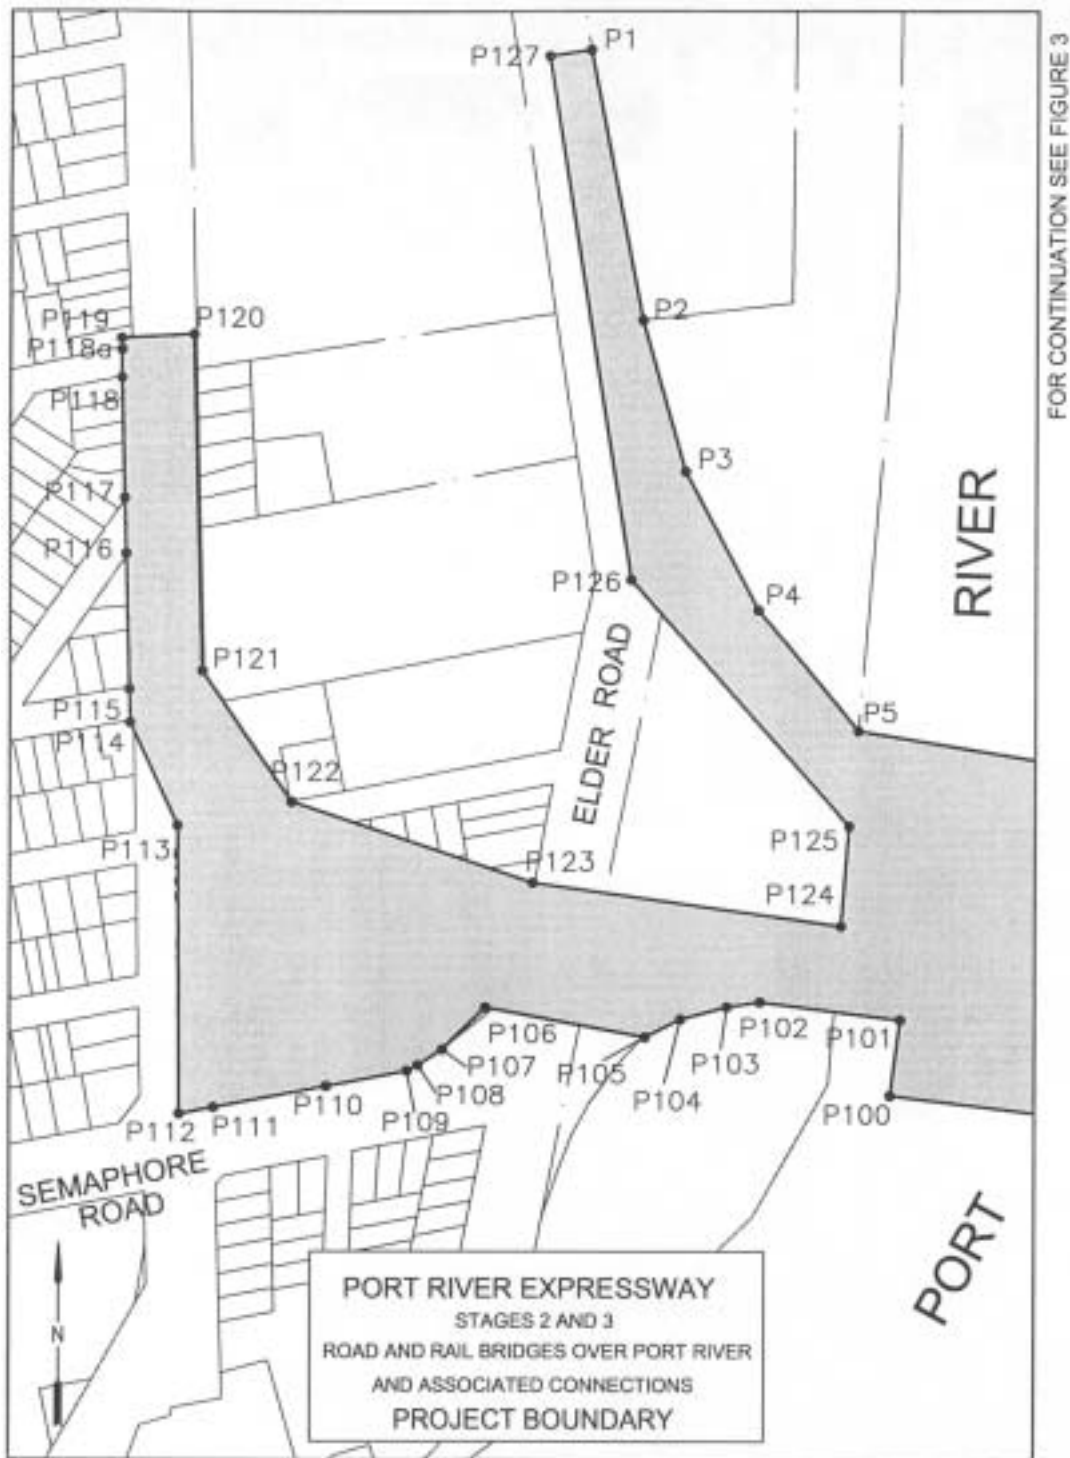 P127
P1
FOR CONTINUATION SEE FIGURE 3
P2
P119
P120
P118a
P118
P3
P117
P116
P126
P4
RIVER
P121
P115
P114
P5
ELDER ROAD
P122
P113
P125
P123
P124
P106
P102
P101
P107
P105
P103
P108
P104
P110
P109
P100
P112
P111
SEMAPHORE
ROAD
PORT
N
PORT RIVER EXPRESSWAY
STAGES 2 AND 3
ROAD AND RAIL BRIDGES OVER PORT RIVER
AND ASSOCIATED CONNECTIONS
PROJECT BOUNDARY